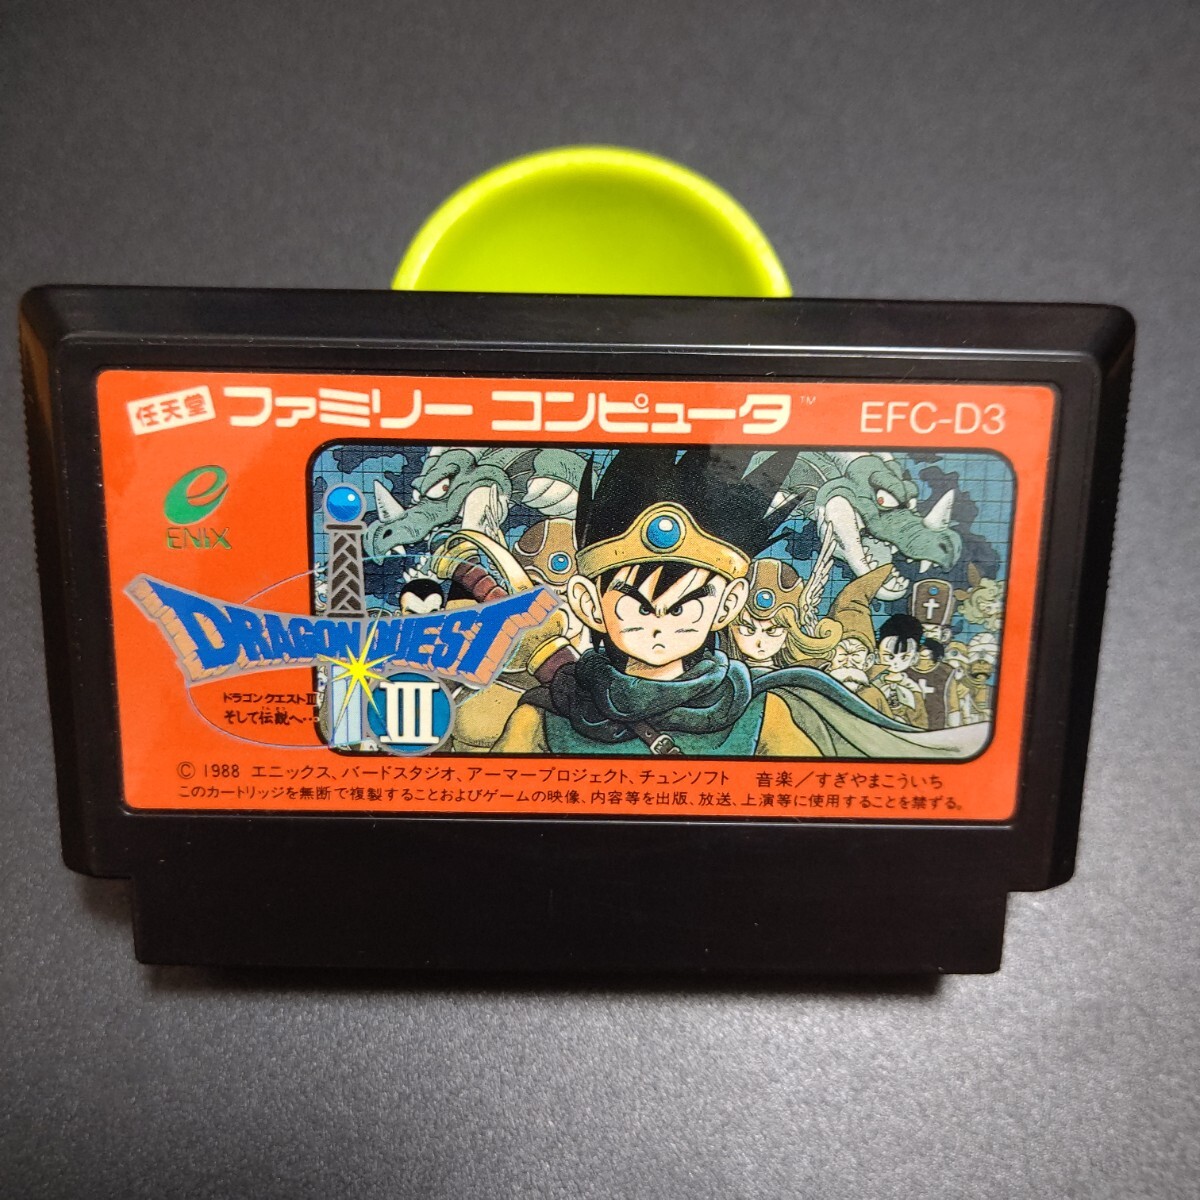 任天堂 ファミリー コンピュータ™ EFC-D3
ENIX
DRAGON QUEST
III
ドラゴンクエストIII
そして伝説へ…
© 1988 エニックス、バードスタジオ、アーマープロジェクト、チュンソフト 音楽／すぎやまこういち
このカートリッジを無断で複製することおよびゲームの映像、内容等を出版、放送、上演等に使用することを禁ずる。